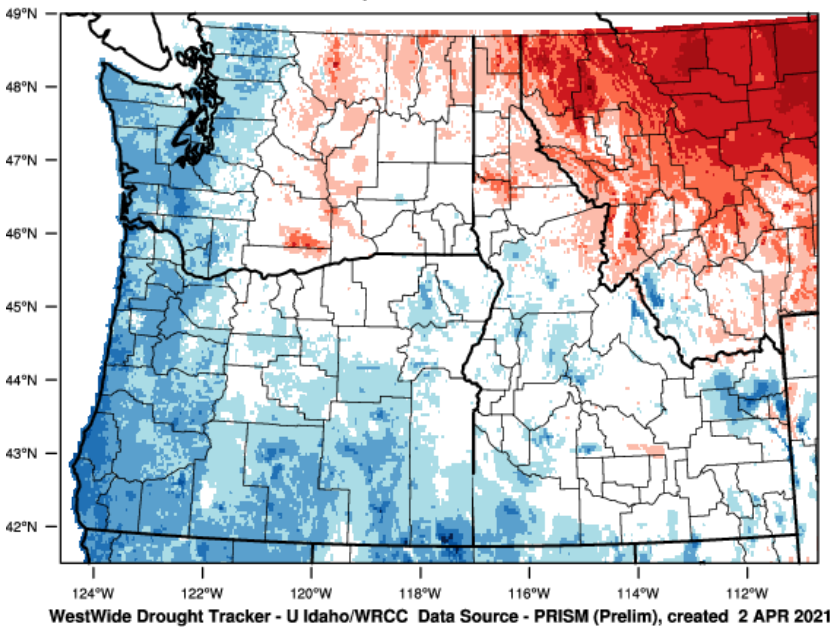 49°N
48°N
47°N
46°N
45°N
44°N
43°N
42°N
124°W 122°W 120°W 118°W 116°W 114°W 112°W
WestWide Drought Tracker - U Idaho/WRCC Data Source - PRISM (Prelim), created 2 APR 2021